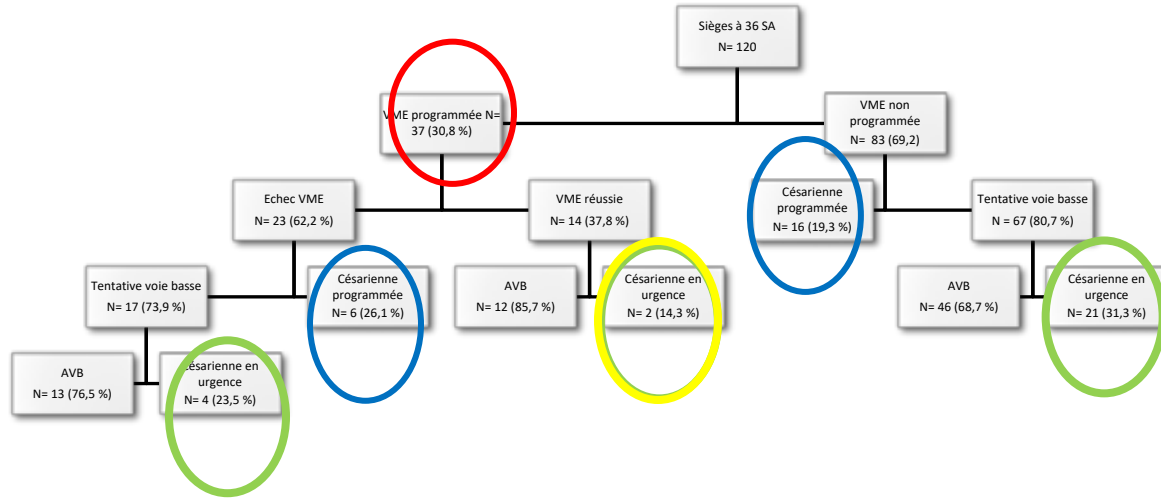 Sièges à 36 SA
N= 120
VME programmée N=
37 (30,8 %)
VME non
programmée
N= 83 (69,2)
Echec VME
N= 23 (62,2 %)
VME réussie
N= 14 (37,8 %)
Césarienne
programmée
N= 16 (19,3 %)
Tentative voie basse
N = 67 (80,7 %)
Tentative voie basse
N= 17 (73,9 %)
Césarienne
programmée
N= 6 (26,1 %)
AVB
N= 12 (85,7 %)
Césarienne en
urgence
N= 2 (14,3 %)
AVB
N= 46 (68,7 %)
Césarienne en
urgence
N= 21 (31,3 %)
AVB
N= 13 (76,5 %)
Césarienne en
urgence
N= 4 (23,5 %)